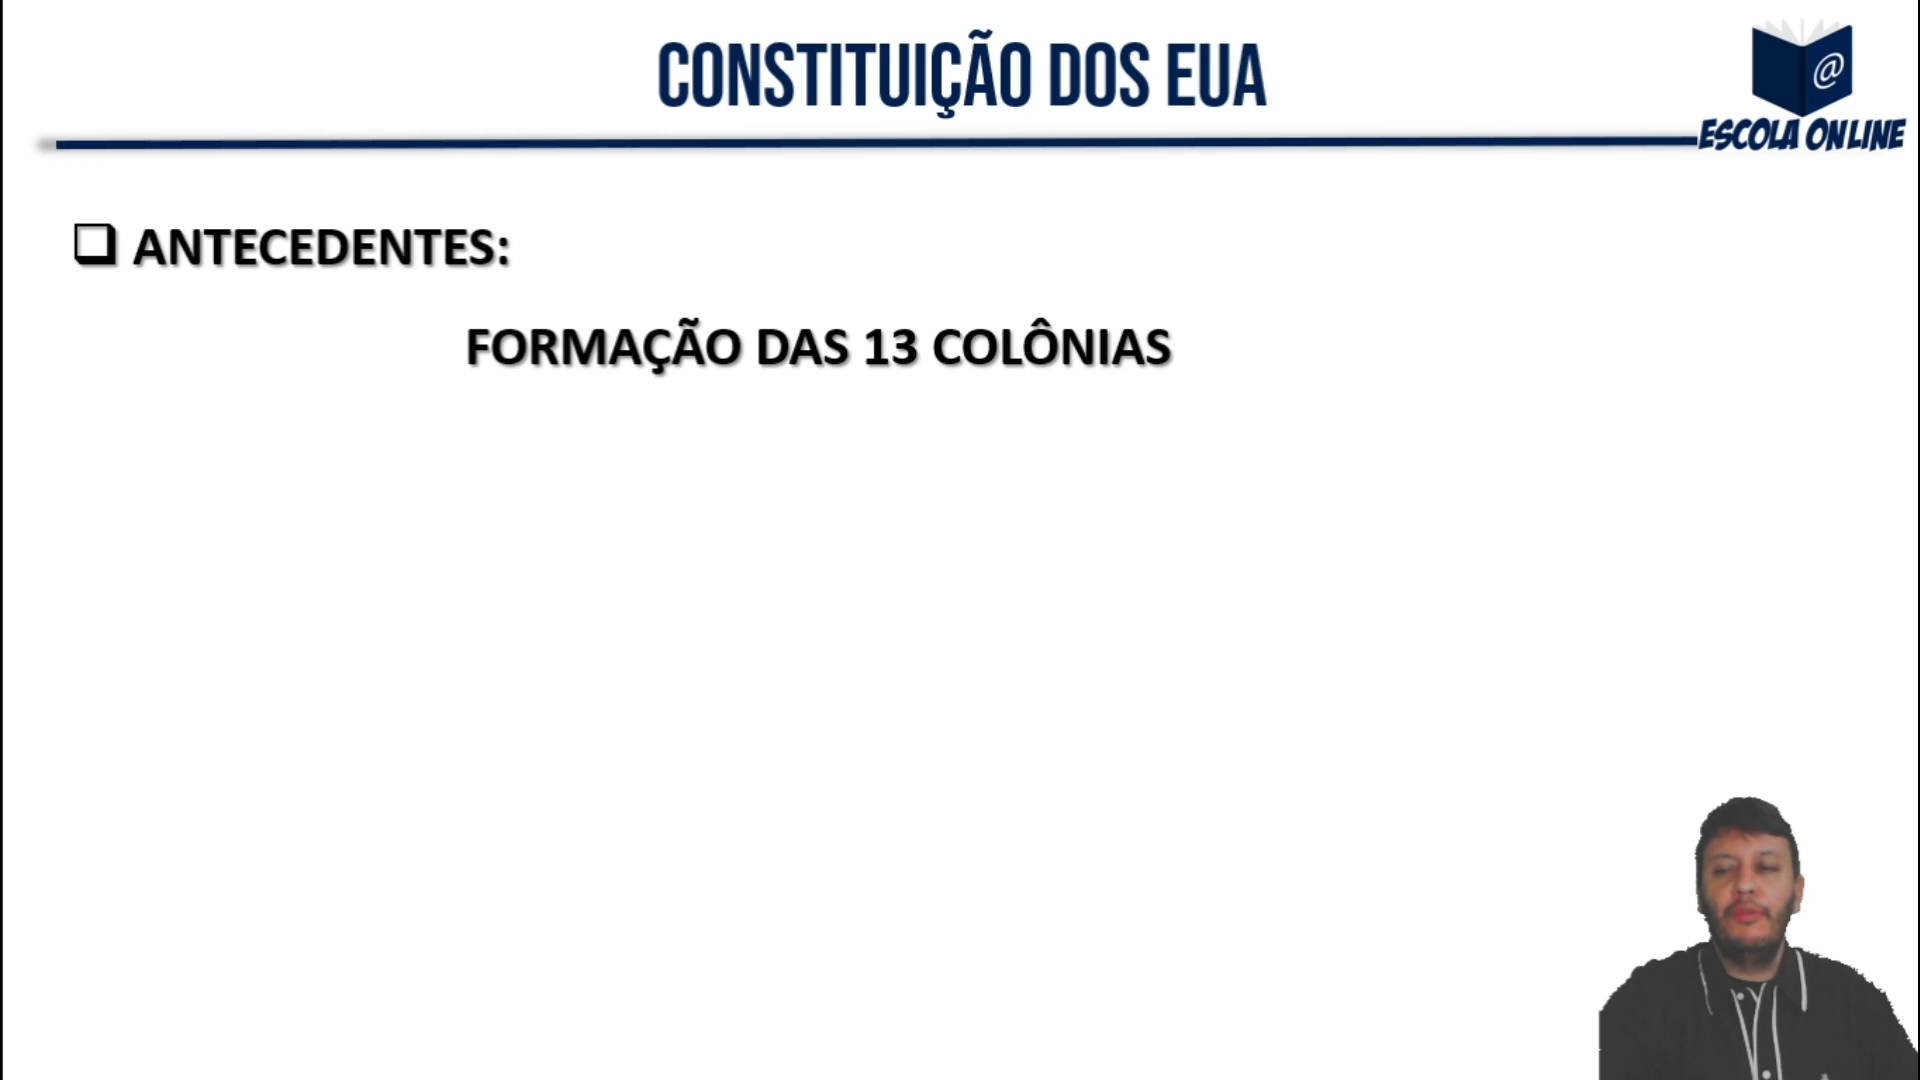 CONSTITUIÇÃO DOS EUA
@
ESCOLA ONLINE
ANTECEDENTES:
FORMAÇÃO DAS 13 COLÔNIAS